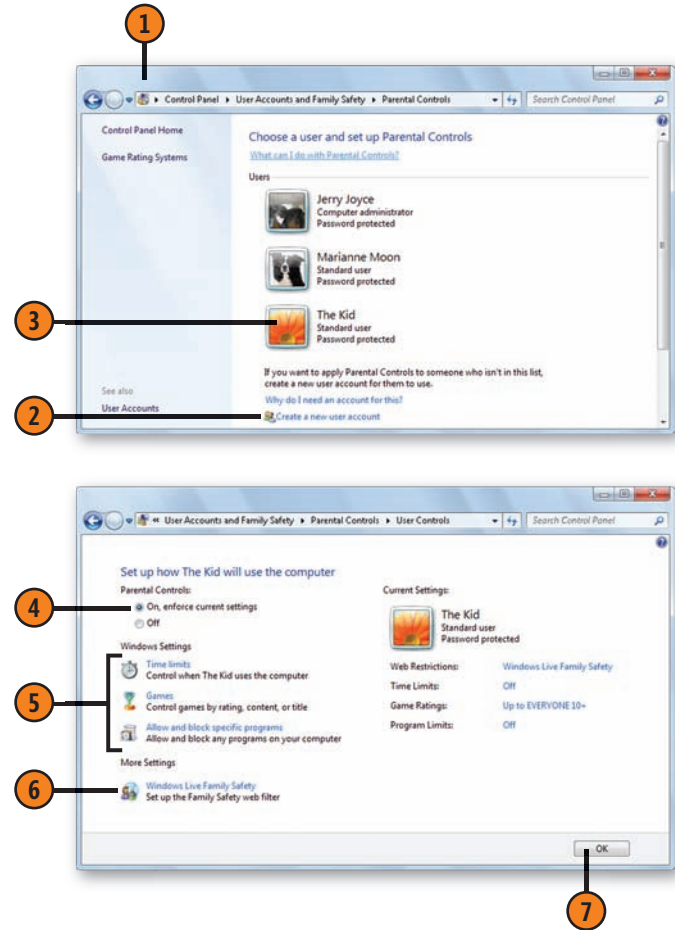 1
Control Panel ▸ User Accounts and Family Safety ▸ Parental Controls
Search Control Panel
Control Panel Home
Game Rating Systems
Choose a user and set up Parental Controls
What can I do with Parental Controls?
Users
Jerry Joyce
Computer administrator
Password protected
Marianne Moon
Standard user
Password protected
3
The Kid
Standard user
Password protected
If you want to apply Parental Controls to someone who isn't in this list,
create a new user account for them to use.
Why do I need an account for this?
See also
User Accounts
2
Create a new user account
« User Accounts and Family Safety ▸ Parental Controls ▸ User Controls
Search Control Panel
Set up how The Kid will use the computer
Parental Controls:
4
On, enforce current settings
Off
Windows Settings
5
Time limits
Control when The Kid uses the computer
Games
Control games by rating, content, or title
Allow and block specific programs
Allow and block any programs on your computer
More Settings
6
Windows Live Family Safety
Set up the Family Safety web filter
Current Settings:
The Kid
Standard user
Password protected
Web Restrictions: Windows Live Family Safety
Time Limits: Off
Game Ratings: Up to EVERYONE 10+
Program Limits: Off
OK
7